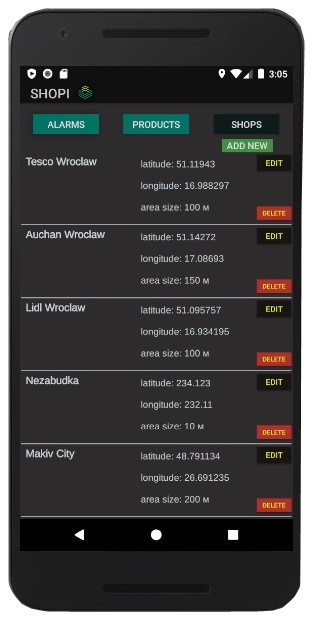 3:05
SHOPI
ALARMS PRODUCTS SHOPS
ADD NEW
Tesco Wroclaw latitude: 51.11943 EDIT
longitude: 16.988297
area size: 100 м DELETE
Auchan Wroclaw latitude: 51.14272 EDIT
longitude: 17.08693
area size: 150 м DELETE
Lidl Wroclaw latitude: 51.095757 EDIT
longitude: 16.934195
area size: 100 м DELETE
Nezabudka latitude: 234.123 EDIT
longitude: 232.11
area size: 10 м DELETE
Makiv City latitude: 48.791134 EDIT
longitude: 26.691235
area size: 200 м DELETE